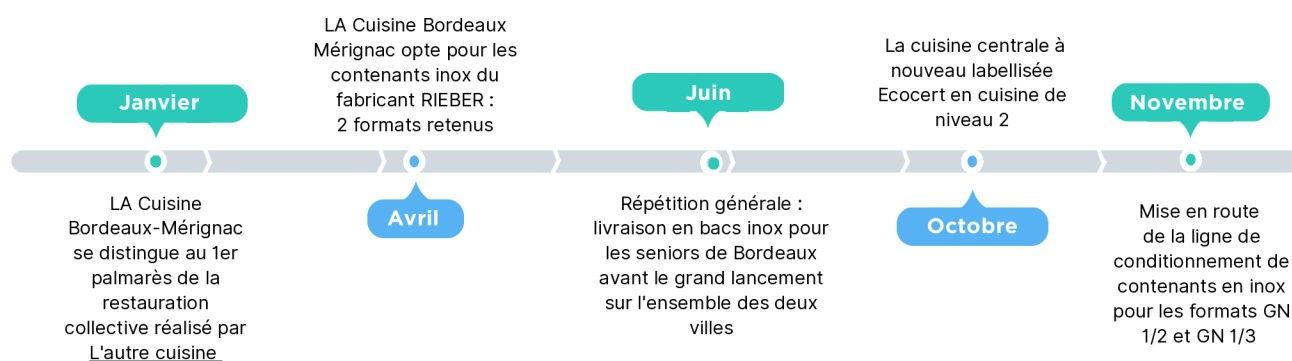 Janvier
LA Cuisine
Bordeaux-Mérignac
se distingue au 1er
palmarès de la
restauration
collective réalisé par
L'autre cuisine
LA Cuisine Bordeaux
Mérignac opte pour les
contenants inox du
fabricant RIEBER :
2 formats retenus
Avril
Juin
Répétition générale :
livraison en bacs inox pour
les seniors de Bordeaux
avant le grand lancement
sur l'ensemble des deux
villes
La cuisine centrale à
nouveau labellisée
Ecocert en cuisine de
niveau 2
Octobre
Novembre
Mise en route
de la ligne de
conditionnement de
contenants en inox
pour les formats GN
1/2 et GN 1/3